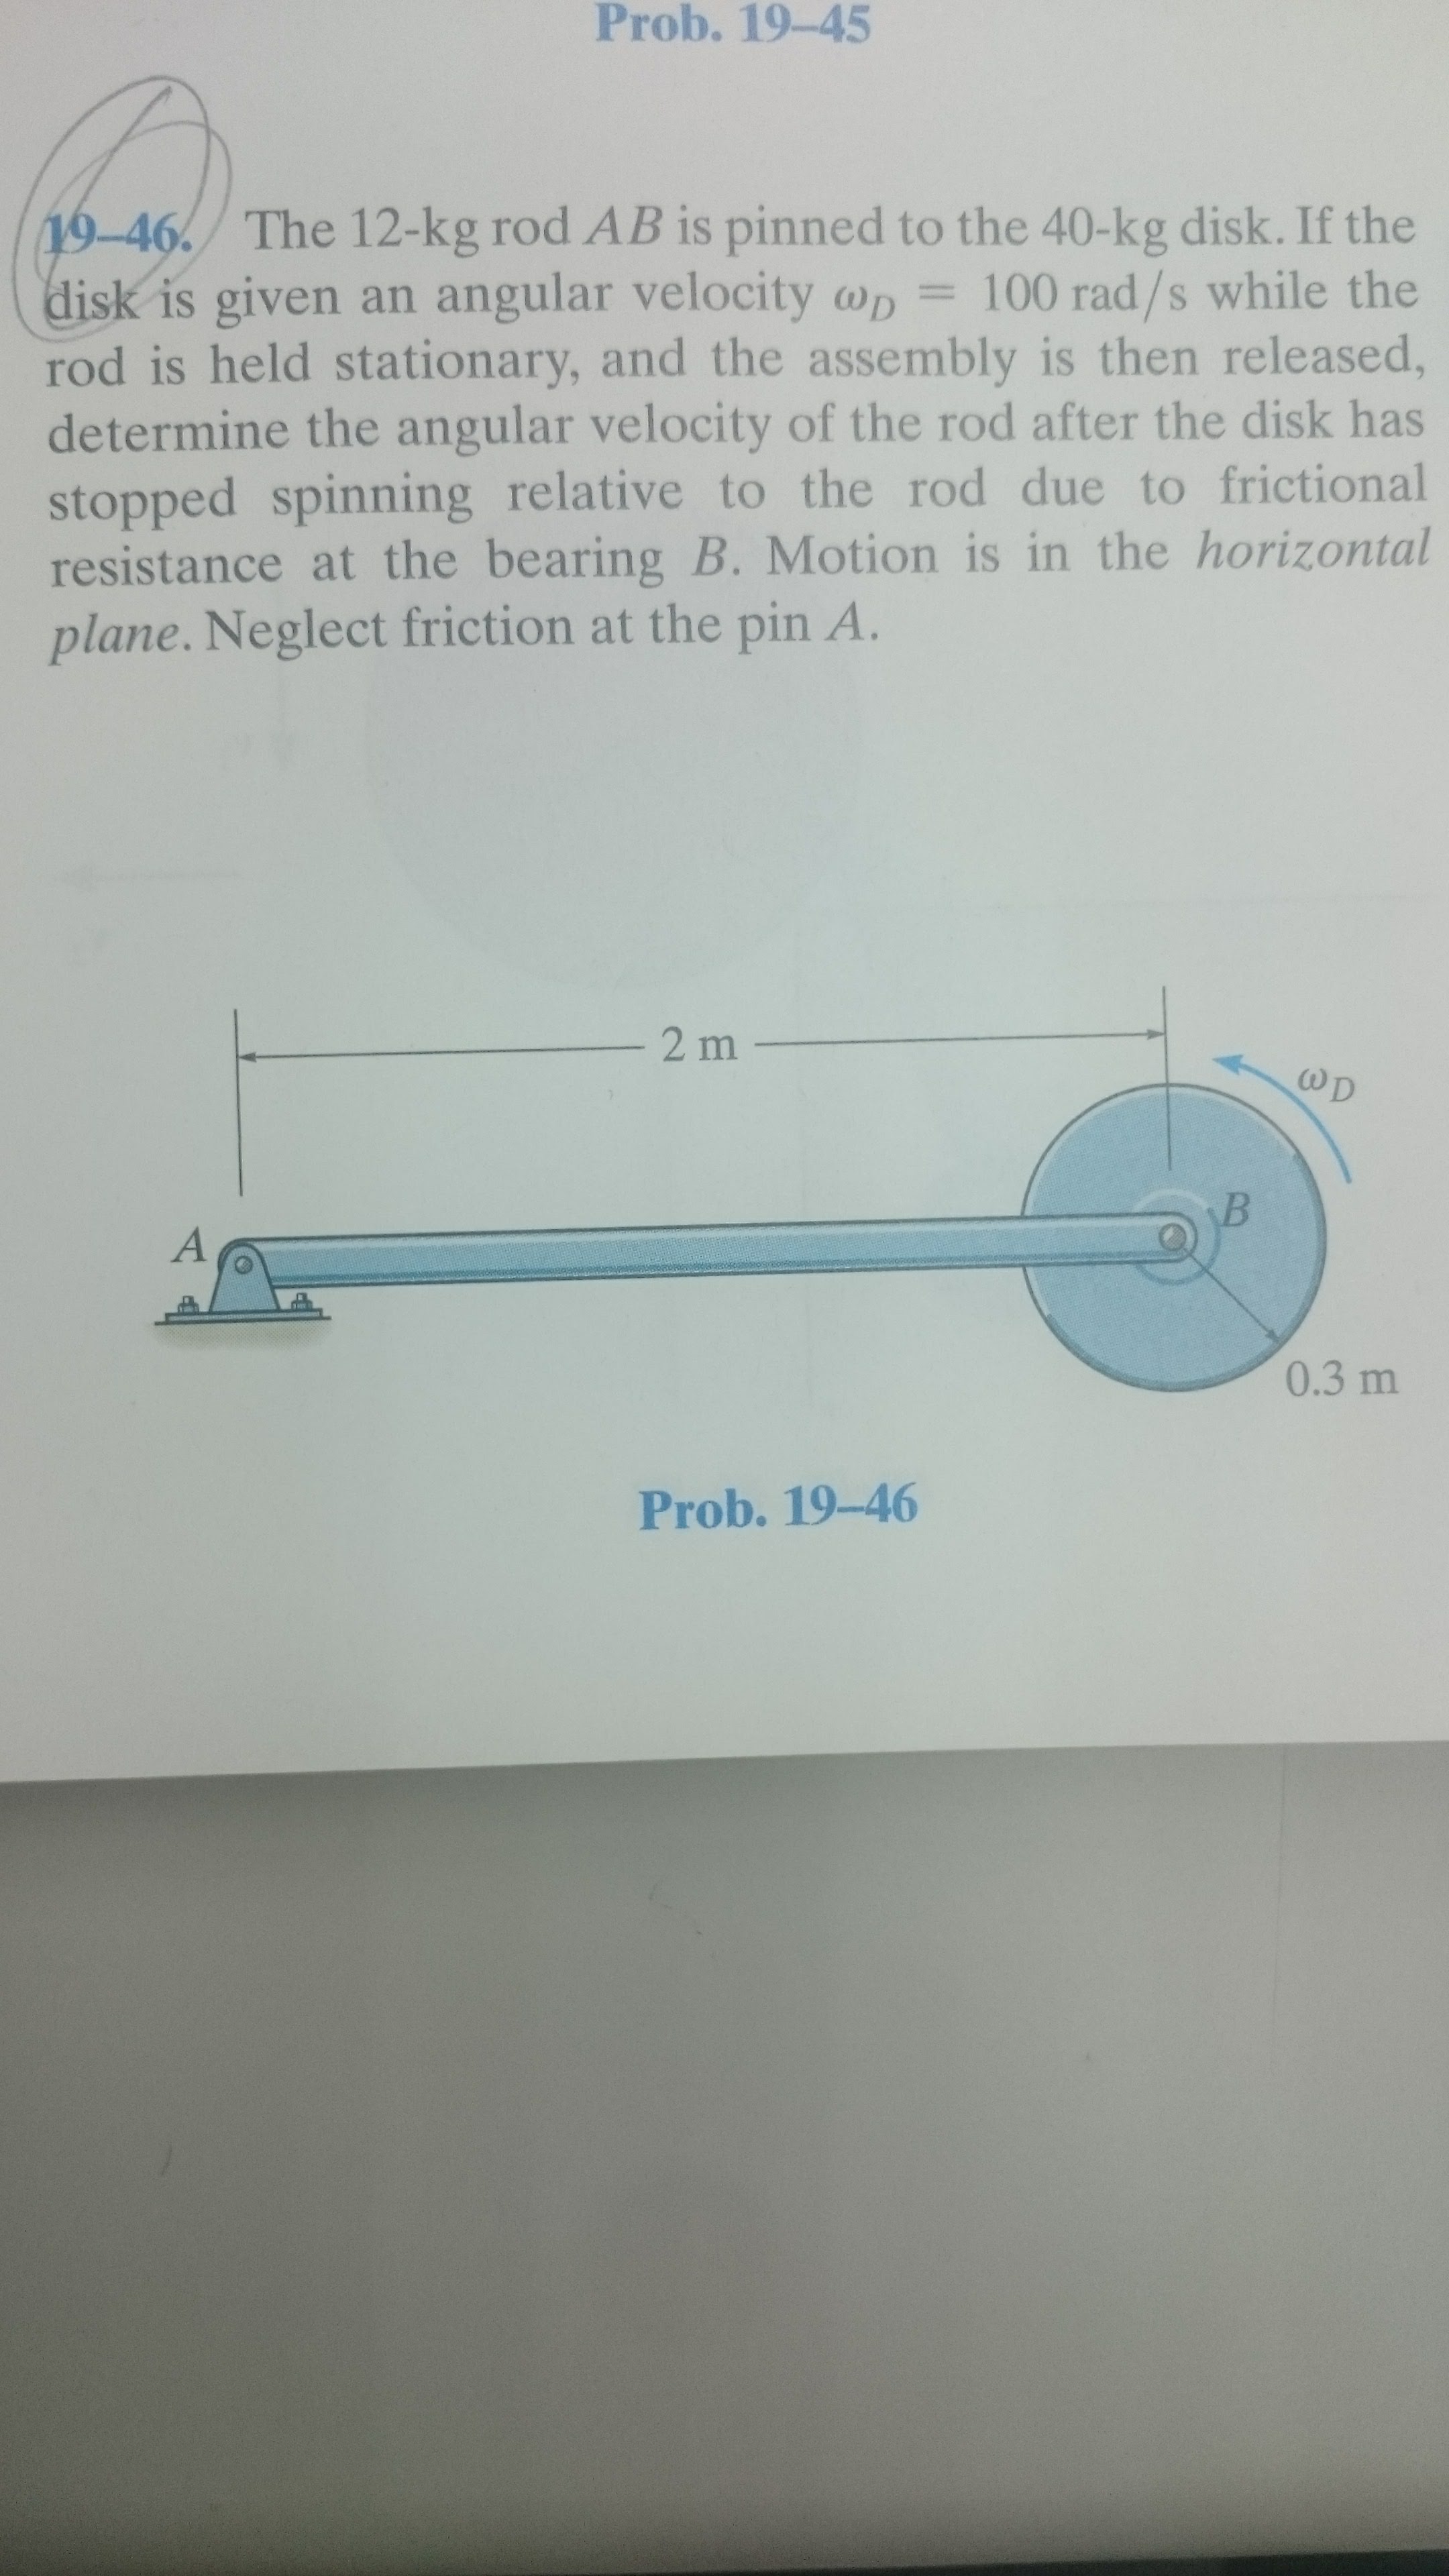 Prob. 19–45
19–46. The 12-kg rod AB is pinned to the 40-kg disk. If the
disk is given an angular velocity ωD = 100 rad/s while the
rod is held stationary, and the assembly is then released,
determine the angular velocity of the rod after the disk has
stopped spinning relative to the rod due to frictional
resistance at the bearing B. Motion is in the horizontal
plane. Neglect friction at the pin A.
2 m
ωD
B
A
0.3 m
Prob. 19–46